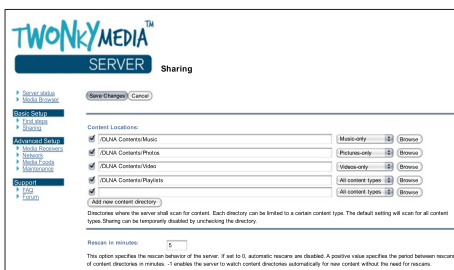 TWONKYMEDIA™
SERVER
Sharing
Server status
Media Browser
Save Changes Cancel
Basic Setup
First steps
Sharing
Content Locations:
/DLNA Contents/Music Music-only Browse
Advanced Setup
Media Receivers
Network
Media Feeds
Maintenance
/DLNA Contents/Photos Pictures-only Browse
/DLNA Contents/Video Videos-only Browse
/DLNA Contents/Playlists All content types Browse
All content types Browse
Support
FAQ
Forum
Add new content directory
Directories where the server shall scan for content. Each directory can be limited to a certain content type. The default setting will scan for all content
types. Sharing can be temporarily disabled by unchecking the directory.
Rescan in minutes: 5
This option specifies the rescan behavior of the server. If set to 0, automatic rescans are disabled. A positive value specifies the period between rescans
of content directories in minutes. -1 enables the server to watch content directories automatically for new content without the need for rescans.